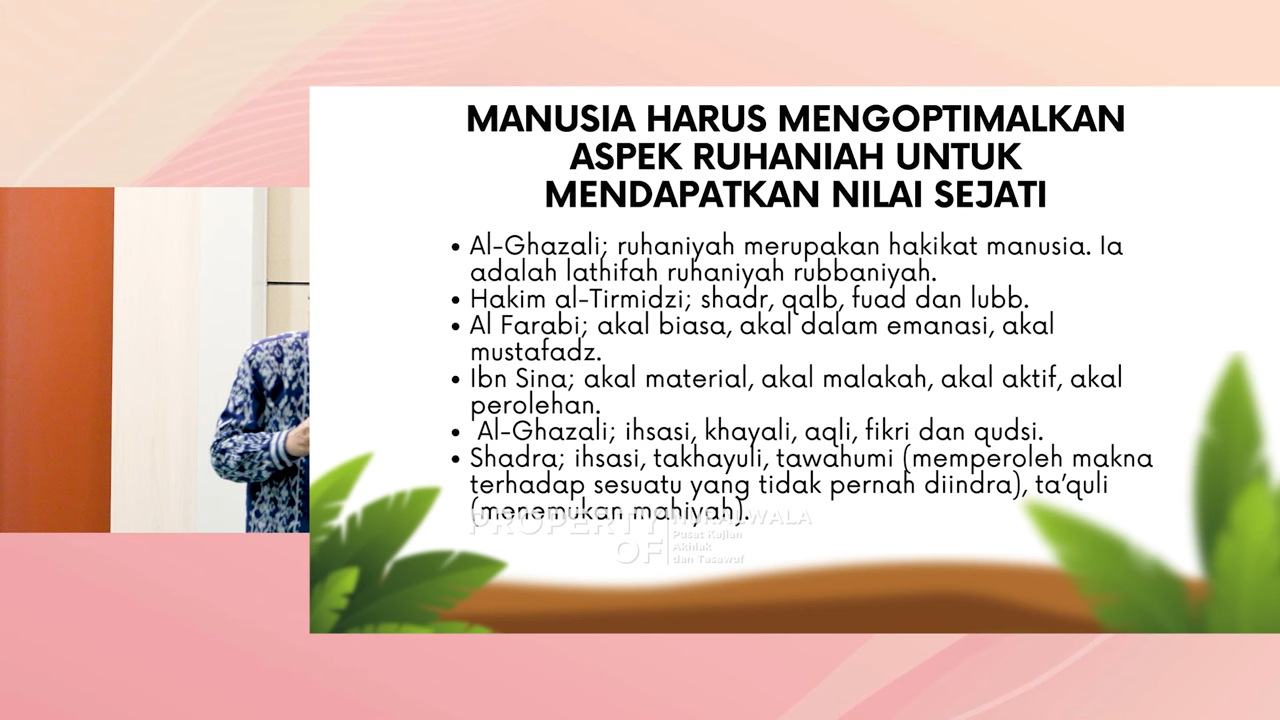 MANUSIA HARUS MENGOPTIMALKAN
ASPEK RUHANIAH UNTUK
MENDAPATKAN NILAI SEJATI
• Al-Ghazali; ruhaniyah merupakan hakikat manusia. Ia
adalah lathifah ruhaniyah rubbaniyah.
• Hakim al-Tirmidzi; shadr, qalb, fuad dan lubb.
• Al Farabi; akal biasa, akal dalam emanasi, akal
mustafadz.
• Ibn Sina; akal material, akal malakah, akal aktif, akal
perolehan.
• Al-Ghazali; ihsasi, khayali, aqli, fikri dan qudsi.
• Shadra; ihsasi, takhayuli, tawahumi (memperoleh makna
terhadap sesuatu yang tidak pernah diindra), ta'quli
(menemukan mahiyah).
PROPERTY
OF
NURALWALA
Pusat Kajian
Akhlak
dan Tasawuf